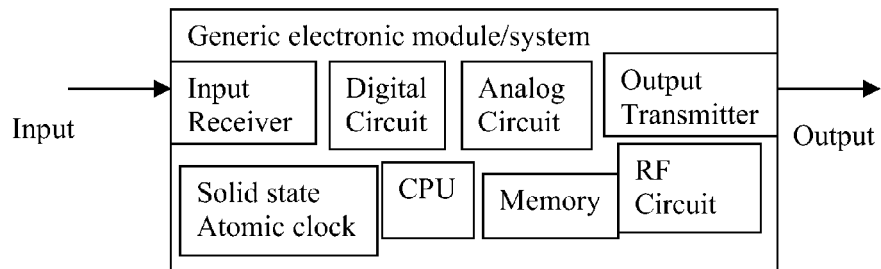 Generic electronic module/system
Input
Receiver
Digital
Circuit
Analog
Circuit
Output
Transmitter
Input
Output
Solid state
Atomic clock
CPU
Memory
RF
Circuit